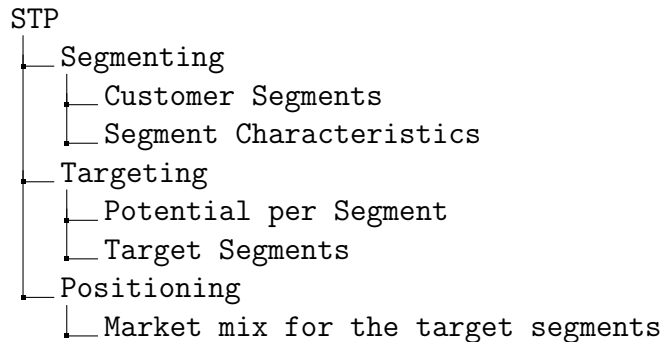 STP
Segmenting
Customer Segments
Segment Characteristics
Targeting
Potential per Segment
Target Segments
Positioning
Market mix for the target segments